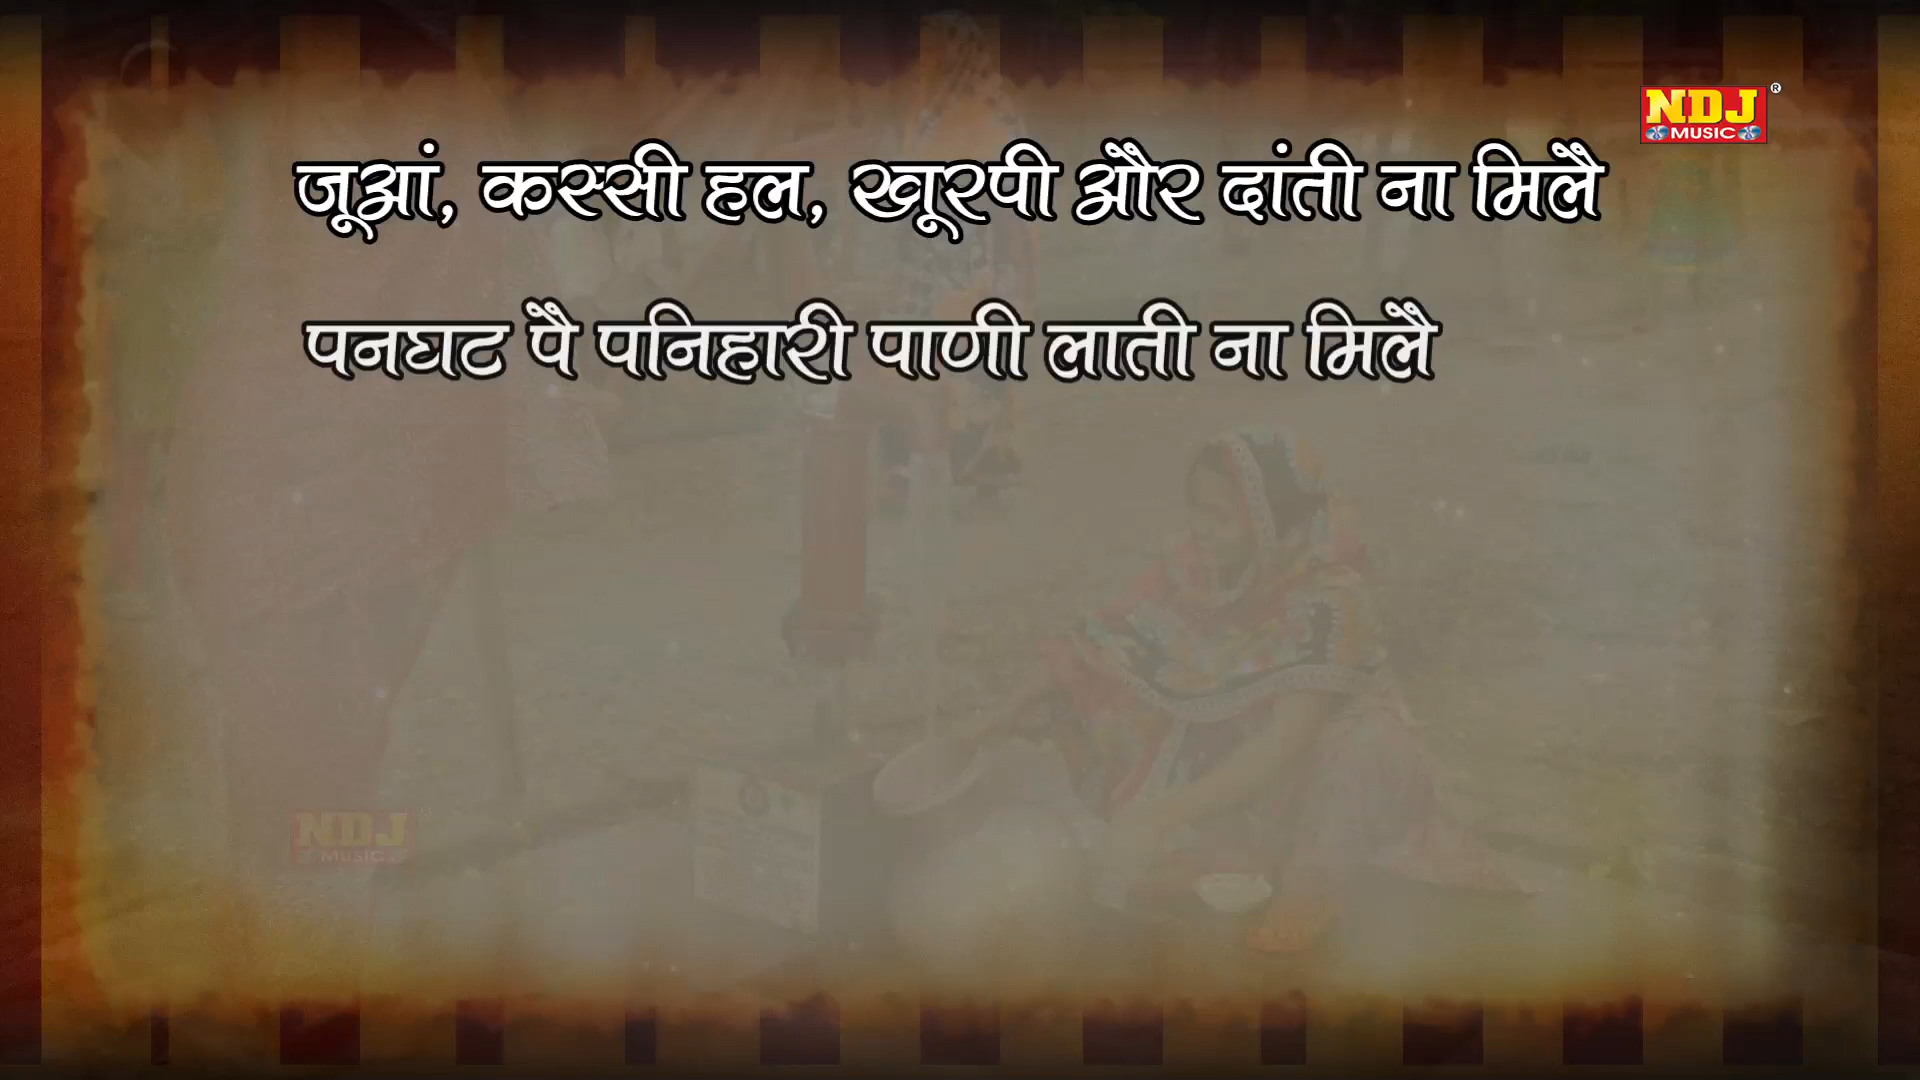 NDJ
MUSIC
जूआं, कस्सी हल, खूरपी और दांती ना मिलै
पनघट पै पनिहारी पाणी लाती ना मिलै
NDJ
MUSIC